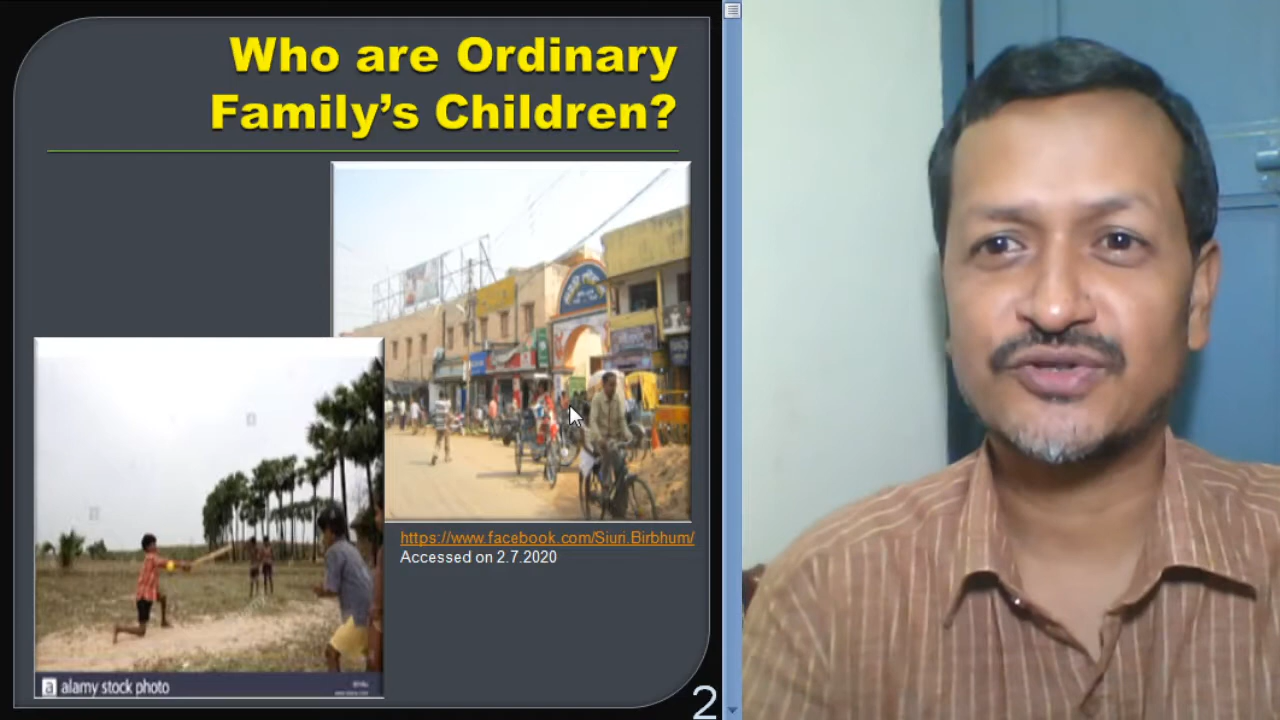 Who are Ordinary
Family’s Children?
https://www.facebook.com/Siuri.Birbhum/
Accessed on 2.7.2020
a alamy stock photo
2